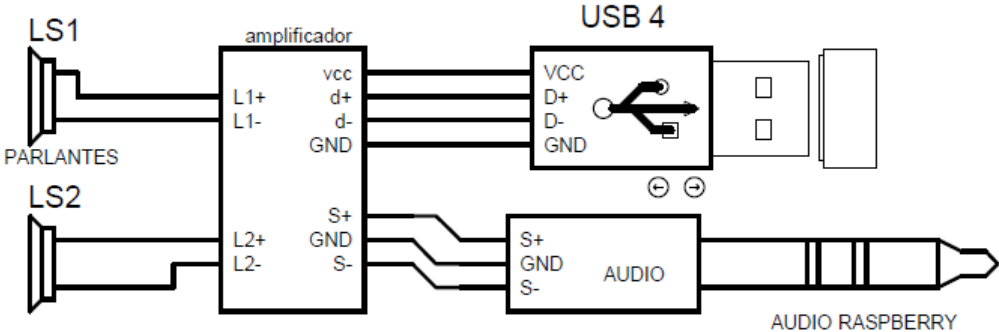 LS1
PARLANTES
LS2
amplificador
L1+
L1-
L2+
L2-
vcc
d+
d-
GND
S+
GND
S-
USB 4
VCC
D+
D-
GND
S+
GND
S-
AUDIO
AUDIO RASPBERRY